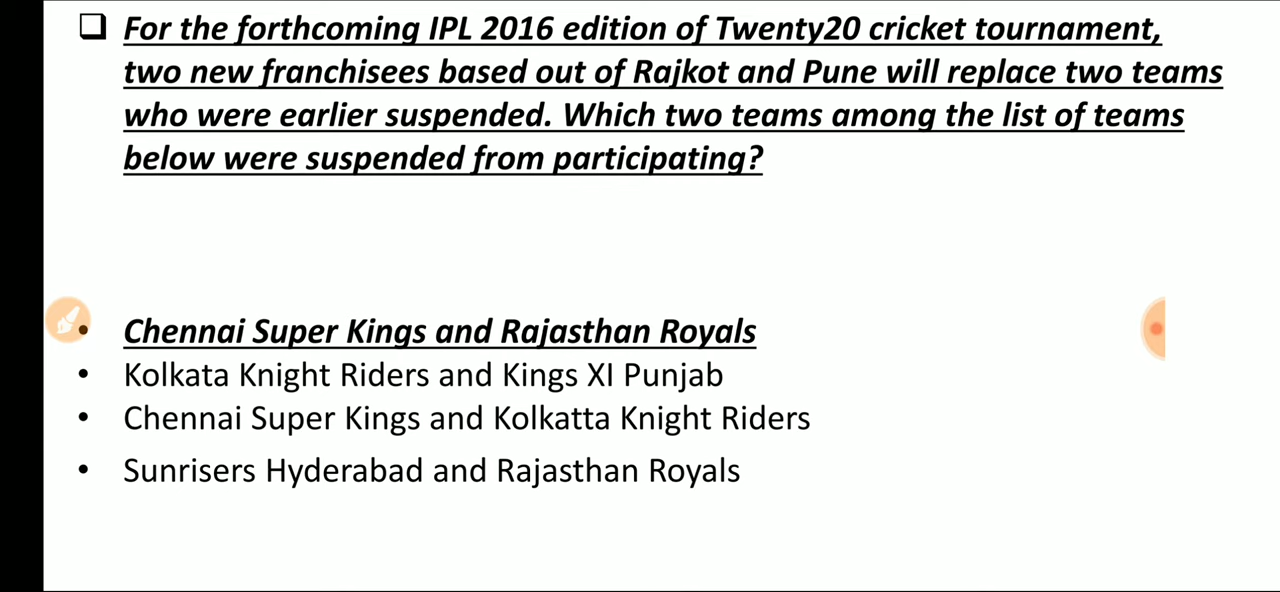 ❑ For the forthcoming IPL 2016 edition of Twenty20 cricket tournament,
two new franchisees based out of Rajkot and Pune will replace two teams
who were earlier suspended. Which two teams among the list of teams
below were suspended from participating?
• Chennai Super Kings and Rajasthan Royals
• Kolkata Knight Riders and Kings XI Punjab
• Chennai Super Kings and Kolkatta Knight Riders
• Sunrisers Hyderabad and Rajasthan Royals